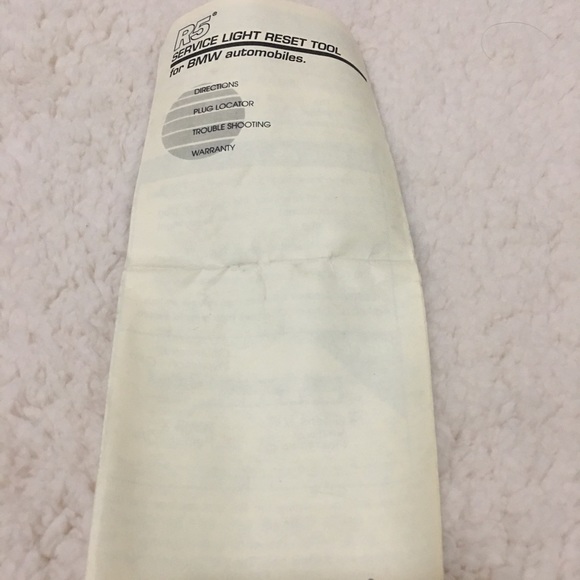 R5®
SERVICE LIGHT RESET TOOL
for BMW automobiles.
DIRECTIONS
PLUG LOCATOR
TROUBLE SHOOTING
WARRANTY